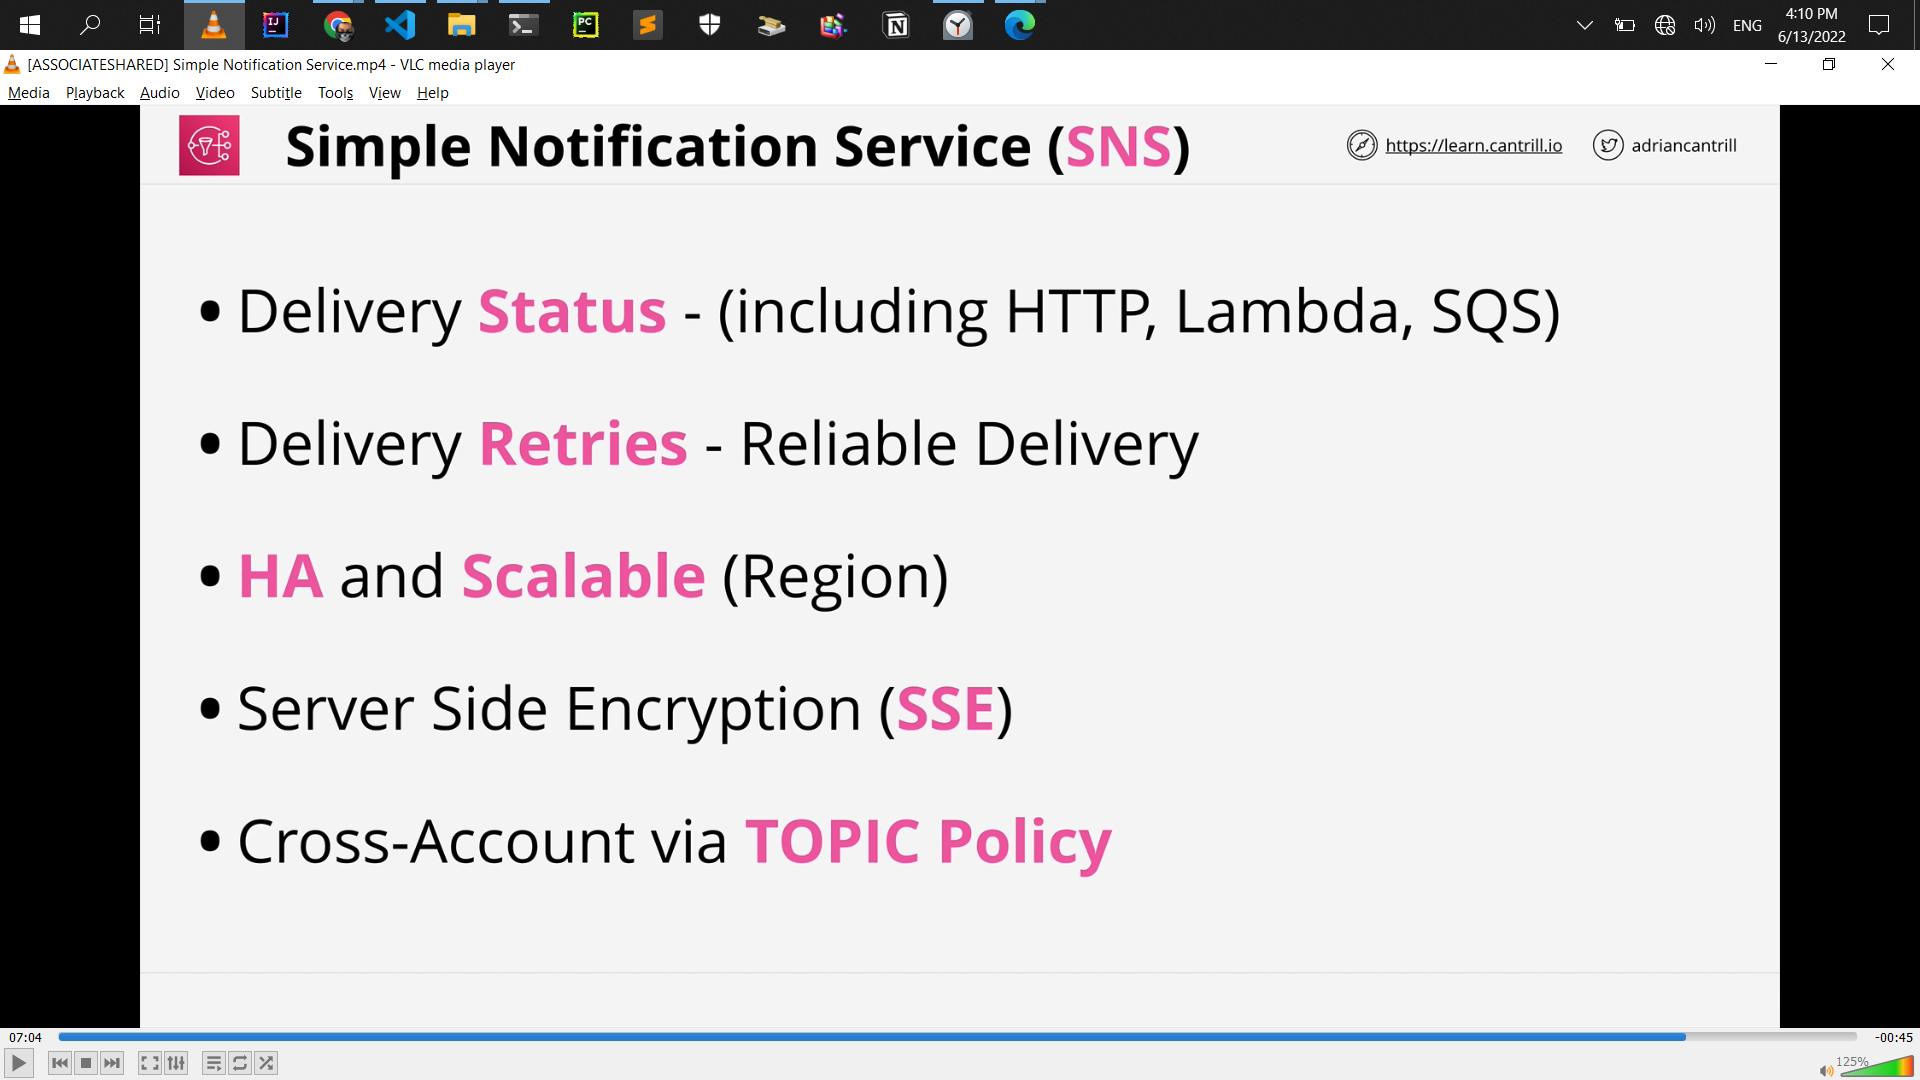 ENG
4:10 PM
6/13/2022
[ASSOCIATESHARED] Simple Notification Service.mp4 - VLC media player
Media Playback Audio Video Subtitle Tools View Help
Simple Notification Service (SNS)
https://learn.cantrill.io
adriancantrill
• Delivery Status - (including HTTP, Lambda, SQS)
• Delivery Retries - Reliable Delivery
• HA and Scalable (Region)
• Server Side Encryption (SSE)
• Cross-Account via TOPIC Policy
07:04
-00:45
125%